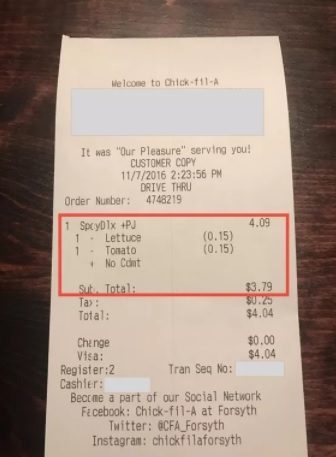 Welcome to Chick-fil-A
It was "Our Pleasure" serving you!
CUSTOMER COPY
11/7/2016 2:23:56 PM
DRIVE THRU
Order Number: 4748219
1 SpcyDlx +PJ 4.09
1 - Lettuce (0.15)
1 - Tomato (0.15)
+ No Cdmt
Sub. Total: $3.79
Tax: $0.25
Total: $4.04
Change $0.00
Visa: $4.04
Register:2 Tran Seq No:
Cashier:
Become a part of our Social Network
Facebook: Chick-fil-A at Forsyth
Twitter: @CFA_Forsyth
Instagram: chickfilaforsyth